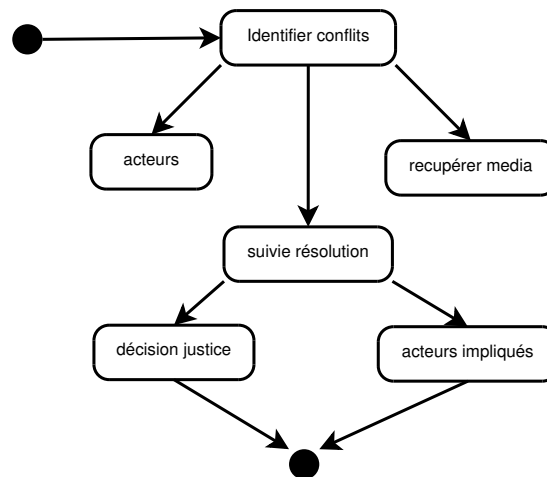 Identifier conflits
acteurs
recupérer media
suivie résolution
décision justice
acteurs impliqués